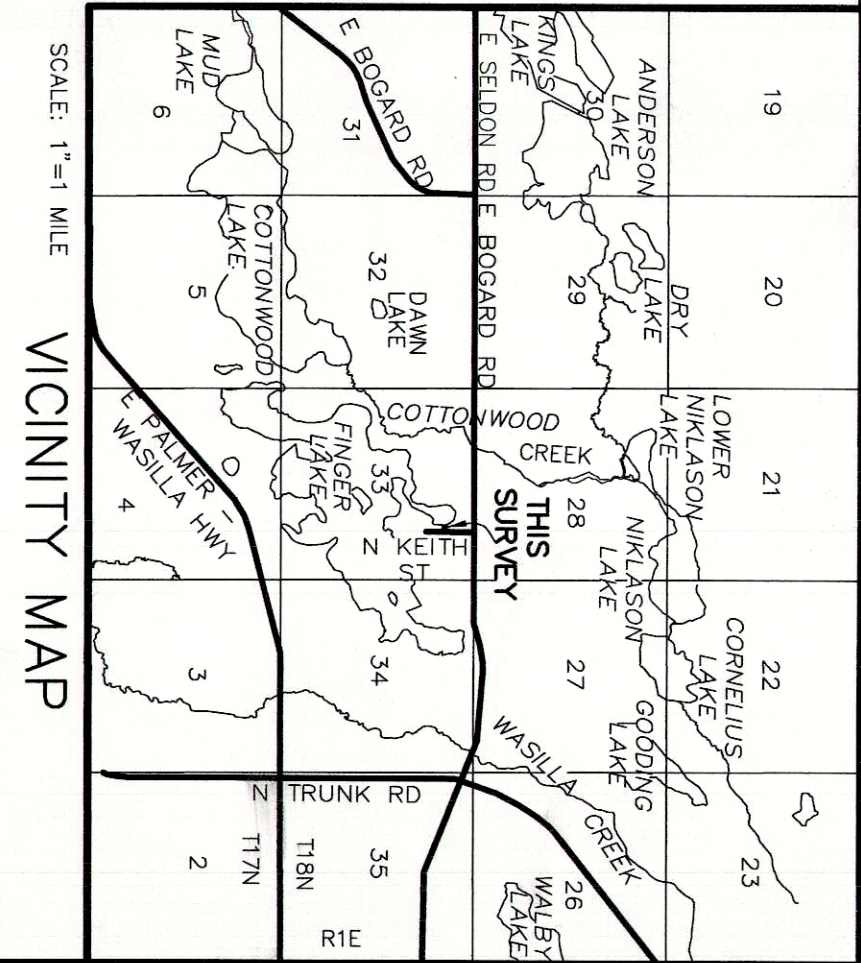 19
20
21
22
23
ANDERSON
LAKE
KINGS
LAKE
30
DRY
LAKE
29
LOWER
NIKLASON
LAKE
28
NIKLASON
LAKE
CORNELIUS
LAKE
27
GOODING
LAKE
26
WALBY
LAKE
E SELDON RD
E BOGARD RD
CREEK
THIS
SURVEY
WASILLA
CREEK
E BOGARD RD
31
32
DAWN
LAKE
COTTONWOOD
33
FINGER
LAKE
N KEITH
ST
34
N TRUNK RD
35
T18N
T17N
R1E
MUD
LAKE
6
COTTONWOOD
LAKE
5
E PALMER –
WASILLA HWY
4
3
2
SCALE: 1"=1 MILE
VICINITY MAP